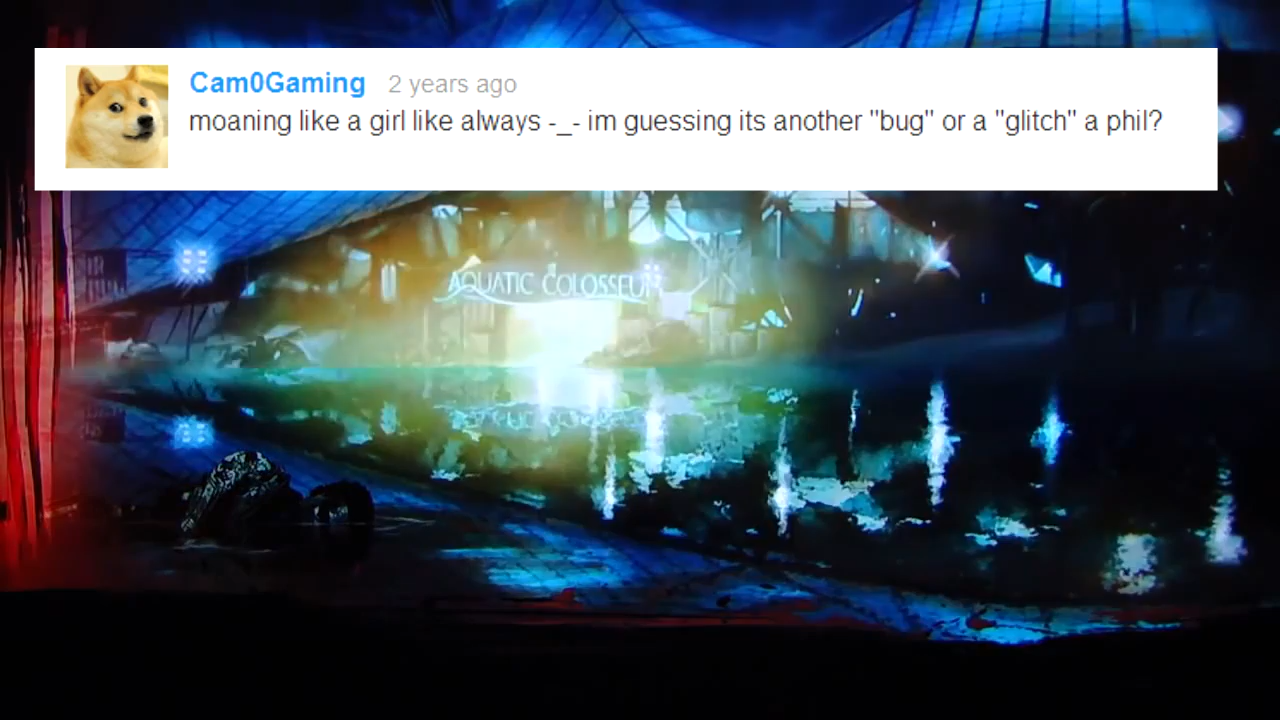 Cam0Gaming 2 years ago
moaning like a girl like always -_- im guessing its another "bug" or a "glitch" a phil?
AQUATIC COLOSSEUM